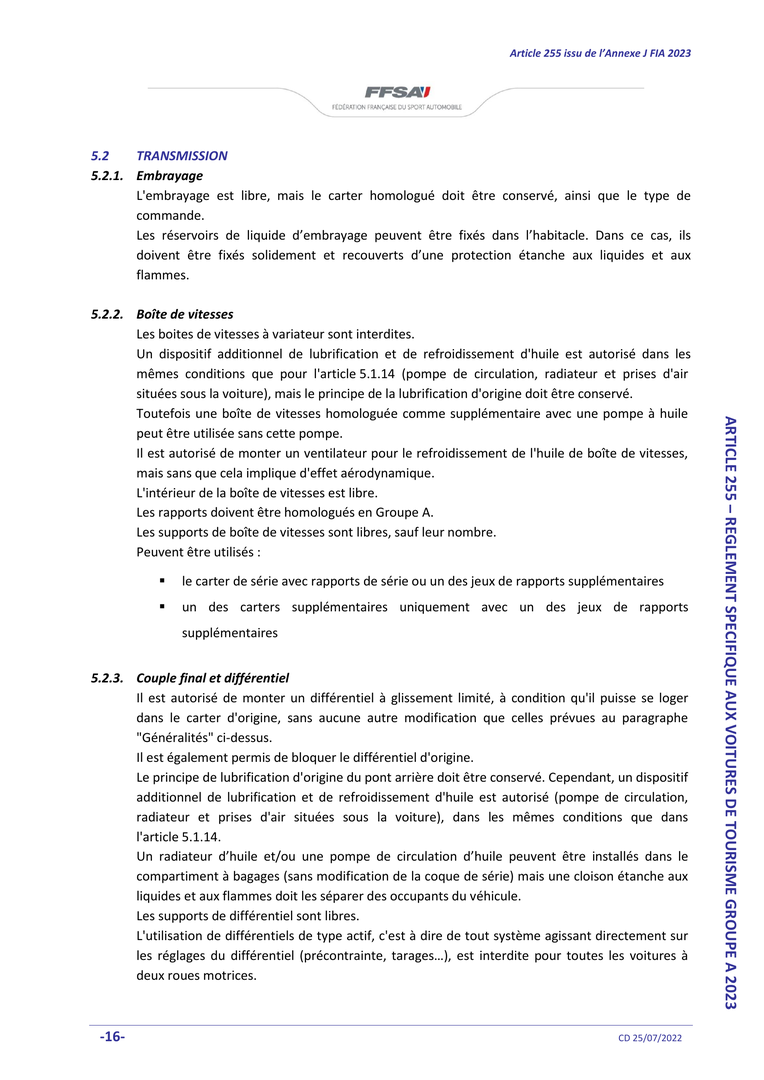 Article 255 issu de l’Annexe J FIA 2023
FFSA
FÉDÉRATION FRANÇAISE DU SPORT AUTOMOBILE
5.2 TRANSMISSION
5.2.1. Embrayage
L'embrayage est libre, mais le carter homologué doit être conservé, ainsi que le type de
commande.
Les réservoirs de liquide d’embrayage peuvent être fixés dans l’habitacle. Dans ce cas, ils
doivent être fixés solidement et recouverts d’une protection étanche aux liquides et aux
flammes.
5.2.2. Boîte de vitesses
Les boites de vitesses à variateur sont interdites.
Un dispositif additionnel de lubrification et de refroidissement d'huile est autorisé dans les
mêmes conditions que pour l'article 5.1.14 (pompe de circulation, radiateur et prises d'air
situées sous la voiture), mais le principe de la lubrification d'origine doit être conservé.
Toutefois une boîte de vitesses homologuée comme supplémentaire avec une pompe à huile
peut être utilisée sans cette pompe.
Il est autorisé de monter un ventilateur pour le refroidissement de l'huile de boîte de vitesses,
mais sans que cela implique d'effet aérodynamique.
L'intérieur de la boîte de vitesses est libre.
Les rapports doivent être homologués en Groupe A.
Les supports de boîte de vitesses sont libres, sauf leur nombre.
Peuvent être utilisés :
▪ le carter de série avec rapports de série ou un des jeux de rapports supplémentaires
▪ un des carters supplémentaires uniquement avec un des jeux de rapports
supplémentaires
5.2.3. Couple final et différentiel
Il est autorisé de monter un différentiel à glissement limité, à condition qu'il puisse se loger
dans le carter d'origine, sans aucune autre modification que celles prévues au paragraphe
"Généralités" ci-dessus.
Il est également permis de bloquer le différentiel d'origine.
Le principe de lubrification d'origine du pont arrière doit être conservé. Cependant, un dispositif
additionnel de lubrification et de refroidissement d'huile est autorisé (pompe de circulation,
radiateur et prises d'air situées sous la voiture), dans les mêmes conditions que dans
l'article 5.1.14.
Un radiateur d’huile et/ou une pompe de circulation d’huile peuvent être installés dans le
compartiment à bagages (sans modification de la coque de série) mais une cloison étanche aux
liquides et aux flammes doit les séparer des occupants du véhicule.
Les supports de différentiel sont libres.
L'utilisation de différentiels de type actif, c'est à dire de tout système agissant directement sur
les réglages du différentiel (précontrainte, tarages…), est interdite pour toutes les voitures à
deux roues motrices.
ARTICLE 255 – REGLEMENT SPECIFIQUE AUX VOITURES DE TOURISME GROUPE A 2023
-16-
CD 25/07/2022